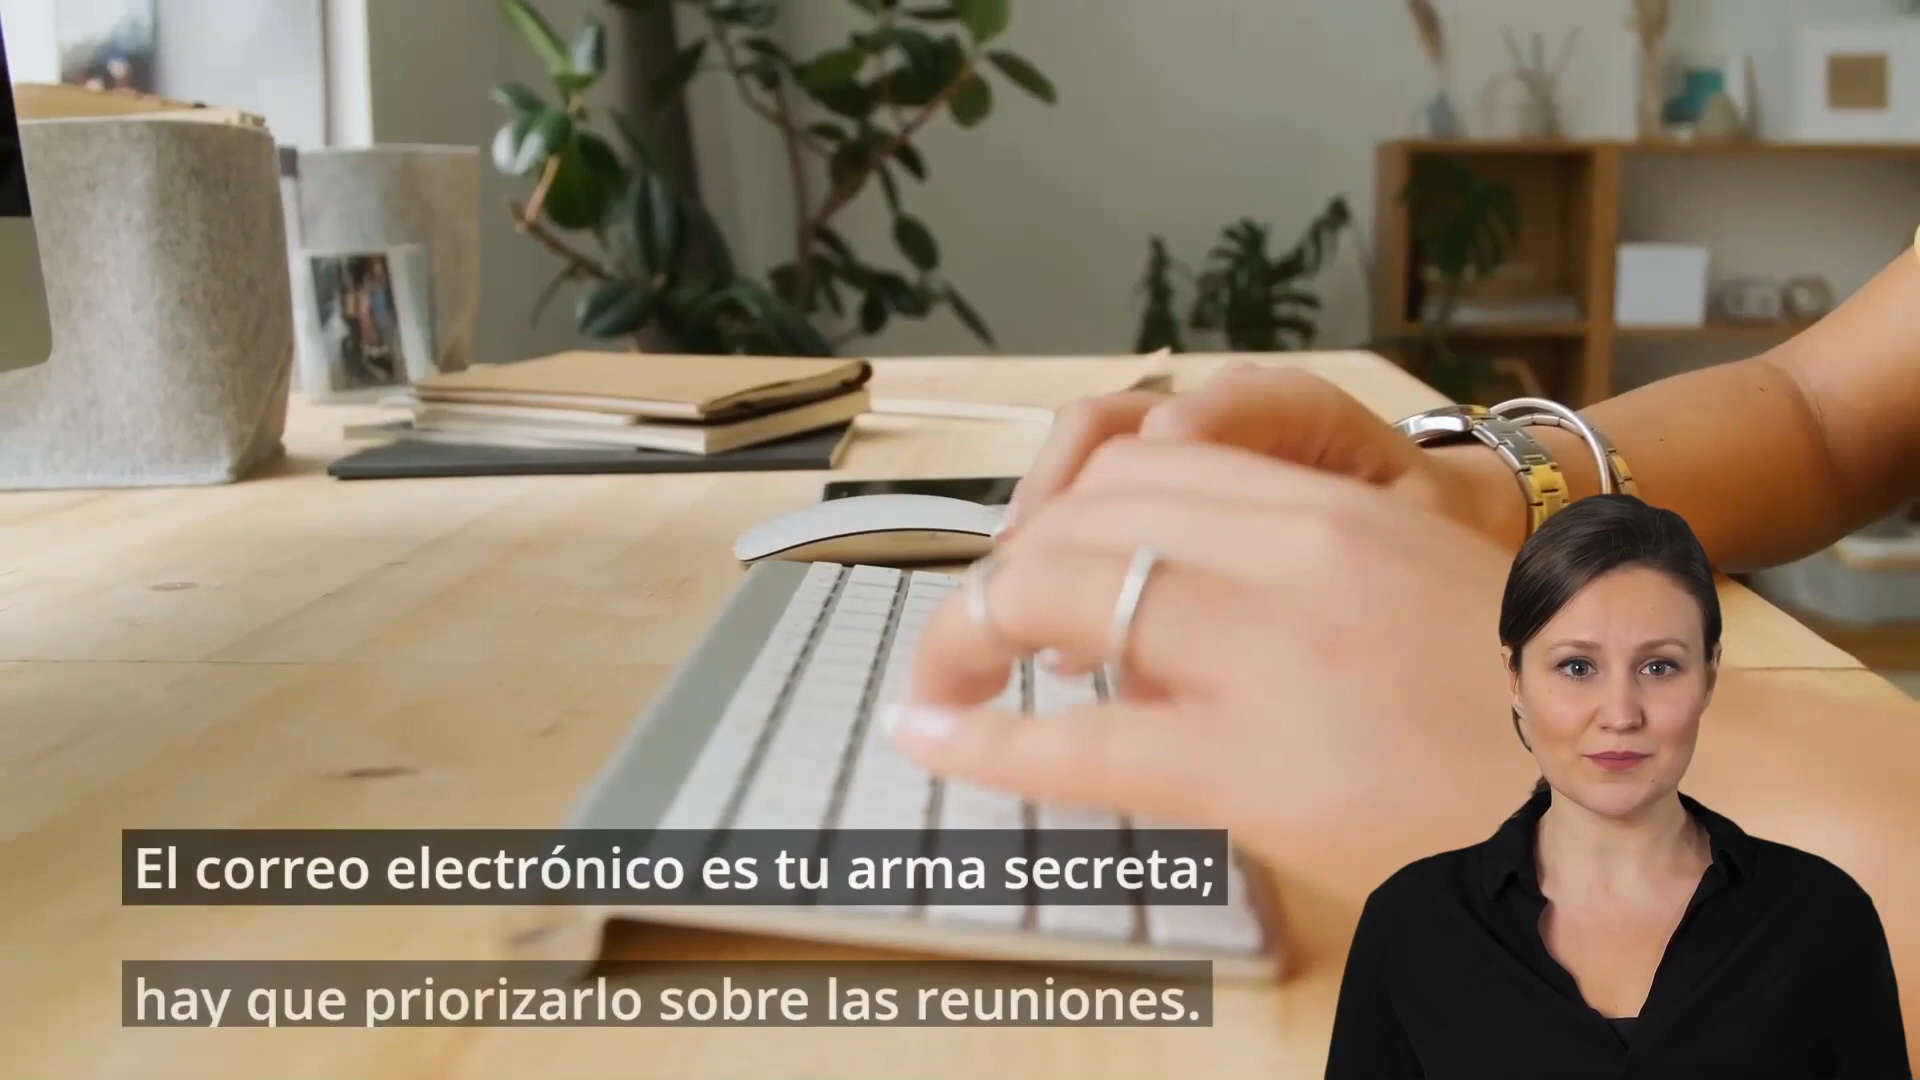 El correo electrónico es tu arma secreta;
hay que priorizarlo sobre las reuniones.